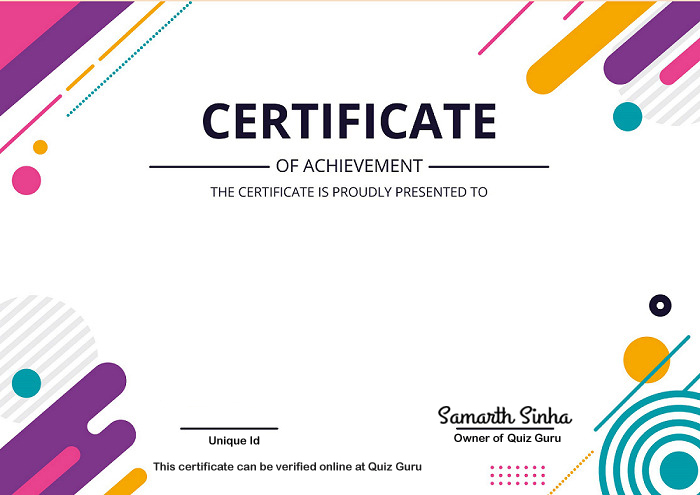 CERTIFICATE
OF ACHIEVEMENT
THE CERTIFICATE IS PROUDLY PRESENTED TO
Samarth Sinha
Unique Id
Owner of Quiz Guru
This certificate can be verified online at Quiz Guru